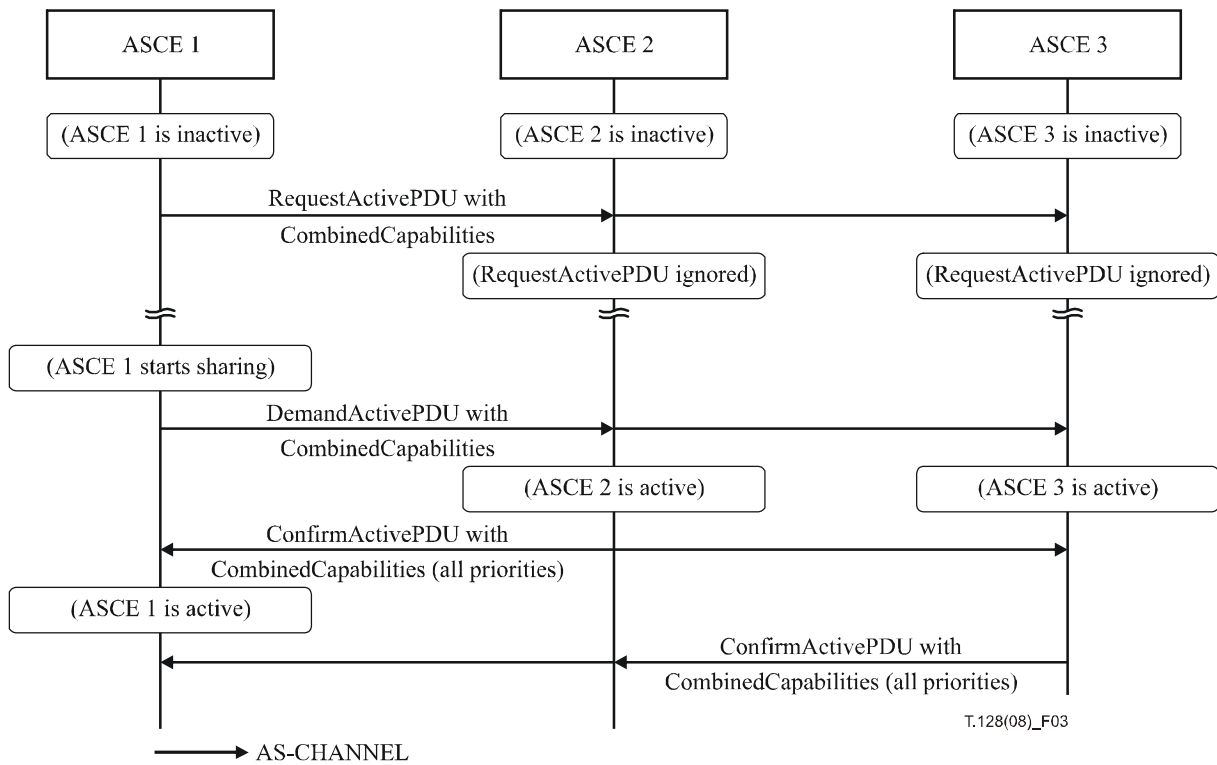 ASCE 1
ASCE 2
ASCE 3
(ASCE 1 is inactive)
(ASCE 2 is inactive)
(ASCE 3 is inactive)
RequestActivePDU with
CombinedCapabilities
(RequestActivePDU ignored)
(RequestActivePDU ignored)
(ASCE 1 starts sharing)
DemandActivePDU with
CombinedCapabilities
(ASCE 2 is active)
(ASCE 3 is active)
ConfirmActivePDU with
CombinedCapabilities (all priorities)
(ASCE 1 is active)
ConfirmActivePDU with
CombinedCapabilities (all priorities)
T.128(08)_F03
AS-CHANNEL